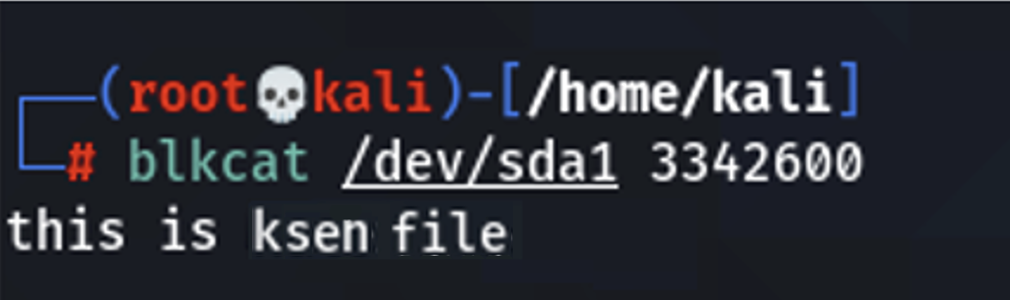 ┌──(root💀kali)-[/home/kali]
└─# blkcat /dev/sda1 3342600
this is ksen file